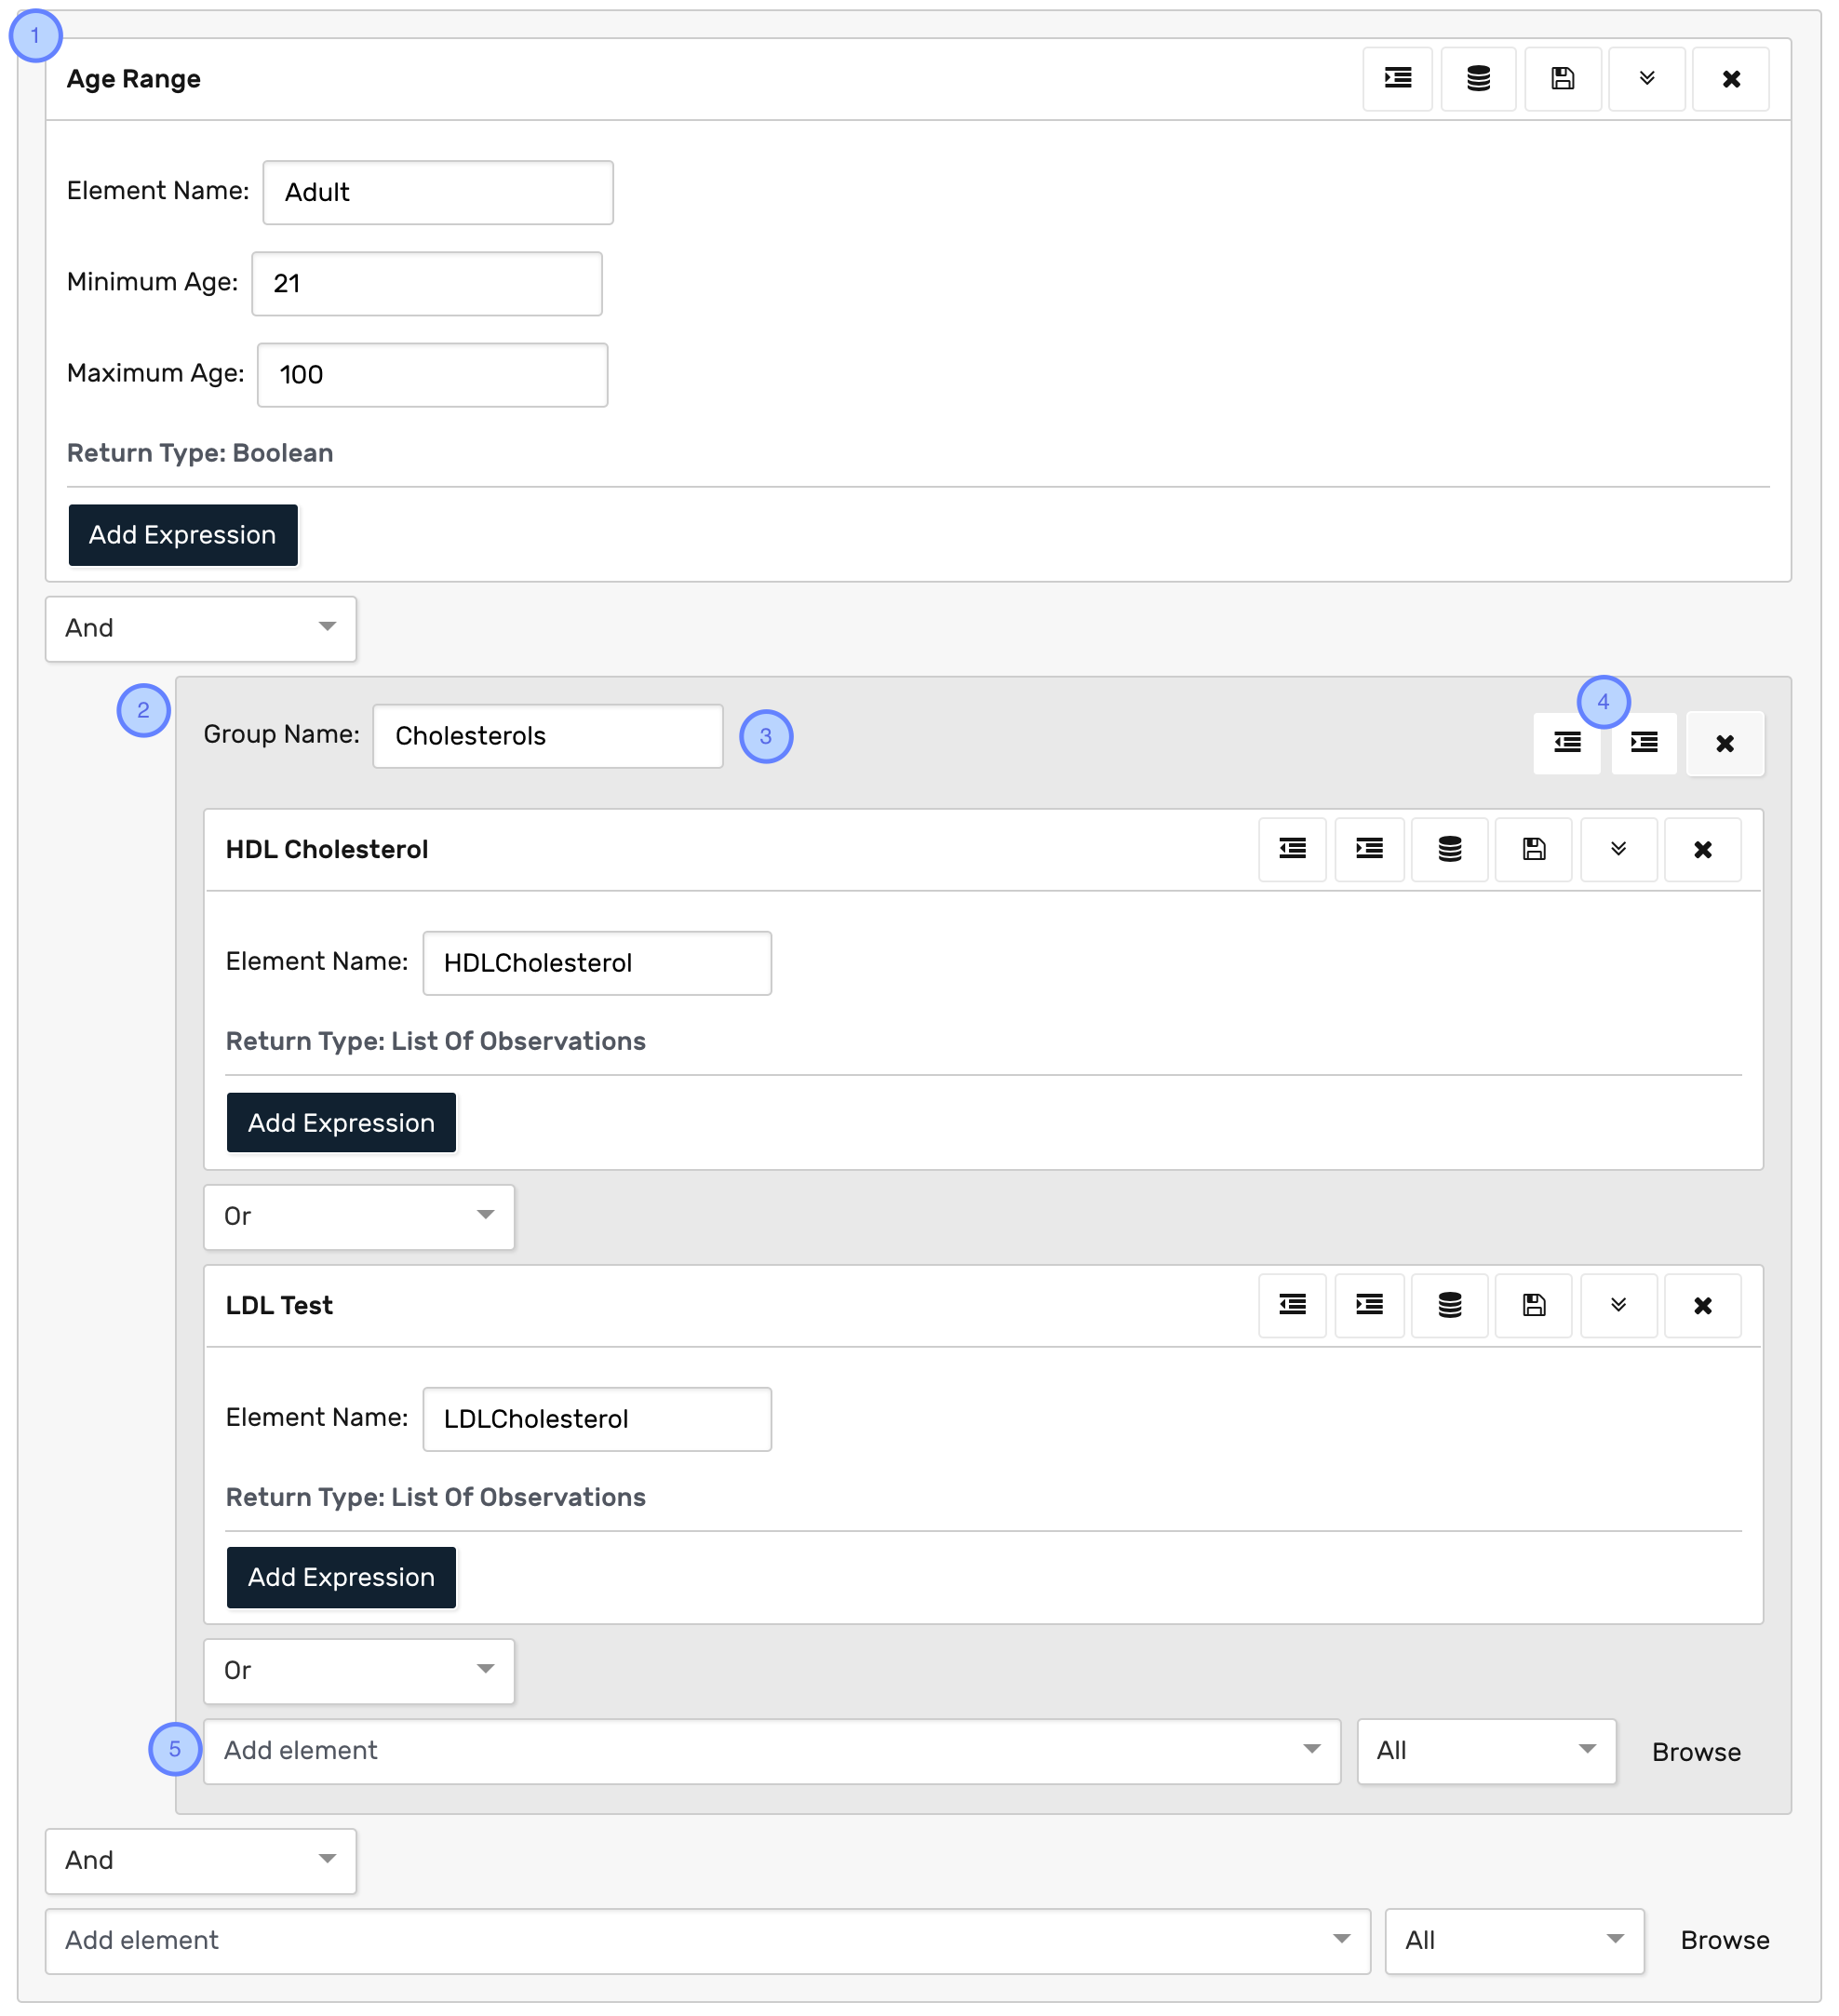 1
Age Range
Element Name: Adult
Minimum Age: 21
Maximum Age: 100
Return Type: Boolean
Add Expression
And
2
Group Name: Cholesterols
3
4
HDL Cholesterol
Element Name: HDLCholesterol
Return Type: List Of Observations
Add Expression
Or
LDL Test
Element Name: LDLCholesterol
Return Type: List Of Observations
Add Expression
Or
5
Add element All Browse
And
Add element All Browse